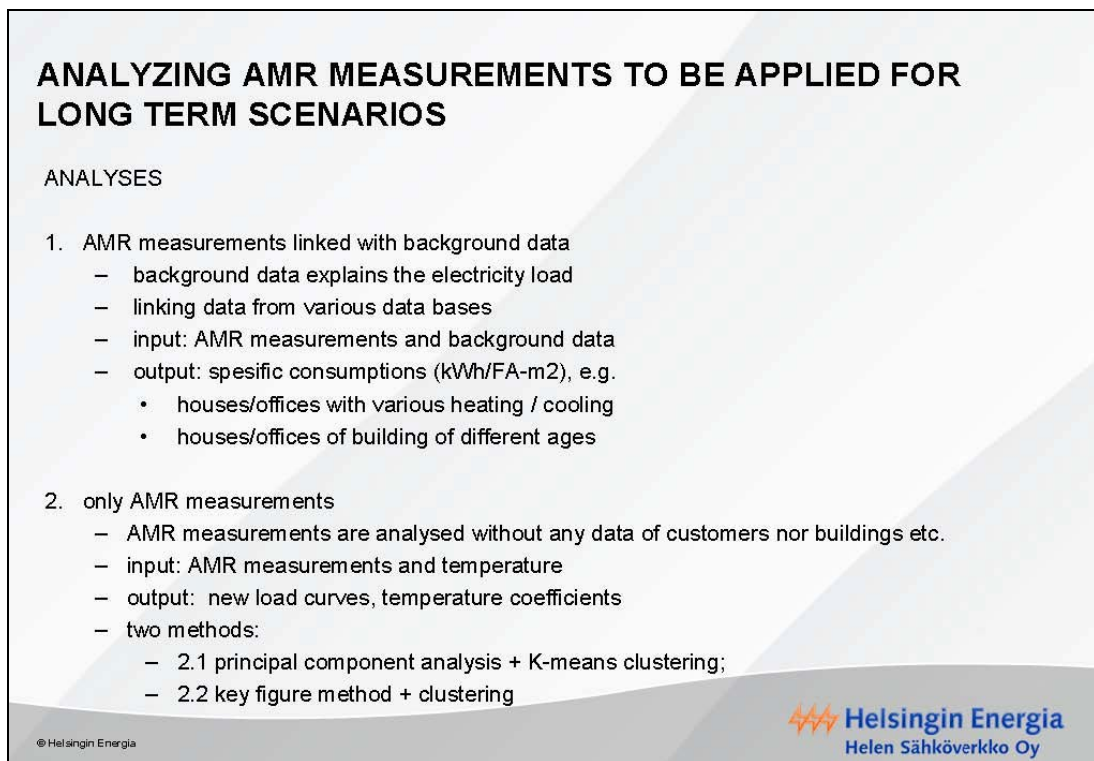 ANALYZING AMR MEASUREMENTS TO BE APPLIED FOR
LONG TERM SCENARIOS
ANALYSES
1. AMR measurements linked with background data
– background data explains the electricity load
– linking data from various data bases
– input: AMR measurements and background data
– output: spesific consumptions (kWh/FA-m2), e.g.
• houses/offices with various heating / cooling
• houses/offices of building of different ages
2. only AMR measurements
– AMR measurements are analysed without any data of customers nor buildings etc.
– input: AMR measurements and temperature
– output: new load curves, temperature coefficients
– two methods:
– 2.1 principal component analysis + K-means clustering;
– 2.2 key figure method + clustering
© Helsingin Energia
Helsingin Energia
Helen Sähköverkko Oy